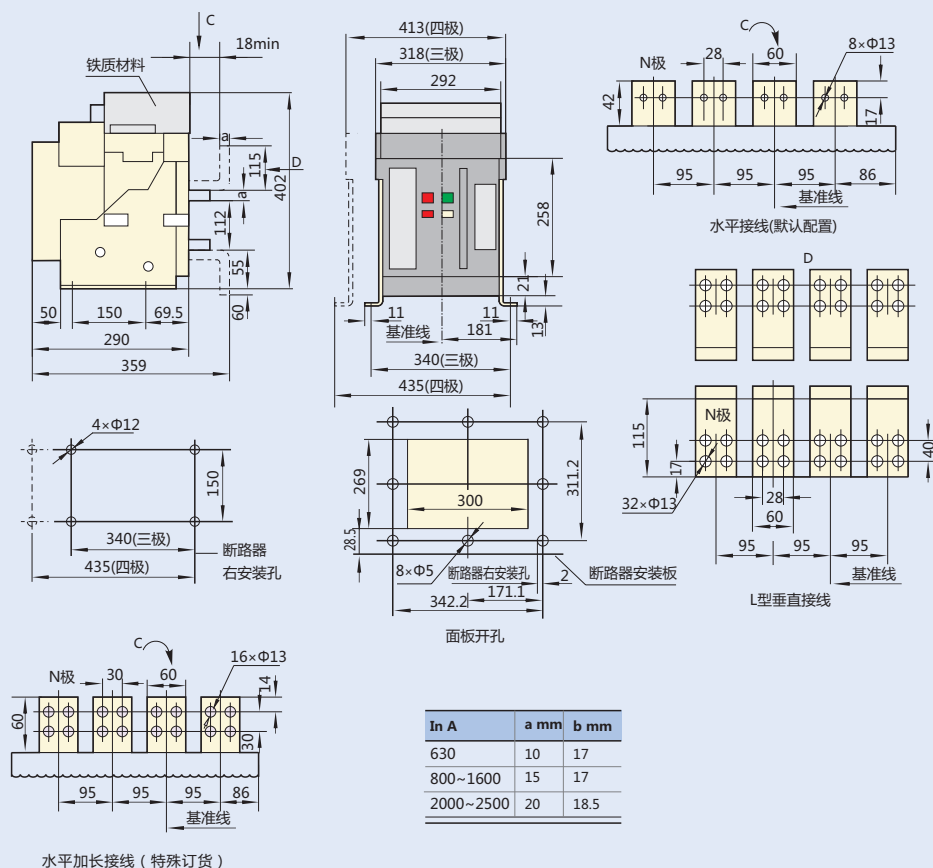 C
18min
铁质材料
a
115
D
402
a
112
55
60
50
150
69.5
290
359
413(四极)
318(三极)
292
258
21
13
11
11
基准线
181
340(三极)
435(四极)
C
8×Φ13
N极
28
60
42
17
95
95
95
86
基准线
水平接线(默认配置)
D
N极
115
17
40
32×Φ13
28
60
95
95
95
基准线
L型垂直接线
4×Φ12
150
340(三极)
435(四极)
断路器
右安装孔
269
300
311.2
28.5
8×Φ5
断路器右安装孔
2
断路器安装板
171.1
342.2
面板开孔
C
16×Φ13
N极
30
60
14
60
30
95
95
95
86
基准线
水平加长接线 ( 特殊订货 )
In A a mm b mm
630 10 17
800~1600 15 17
2000~2500 20 18.5